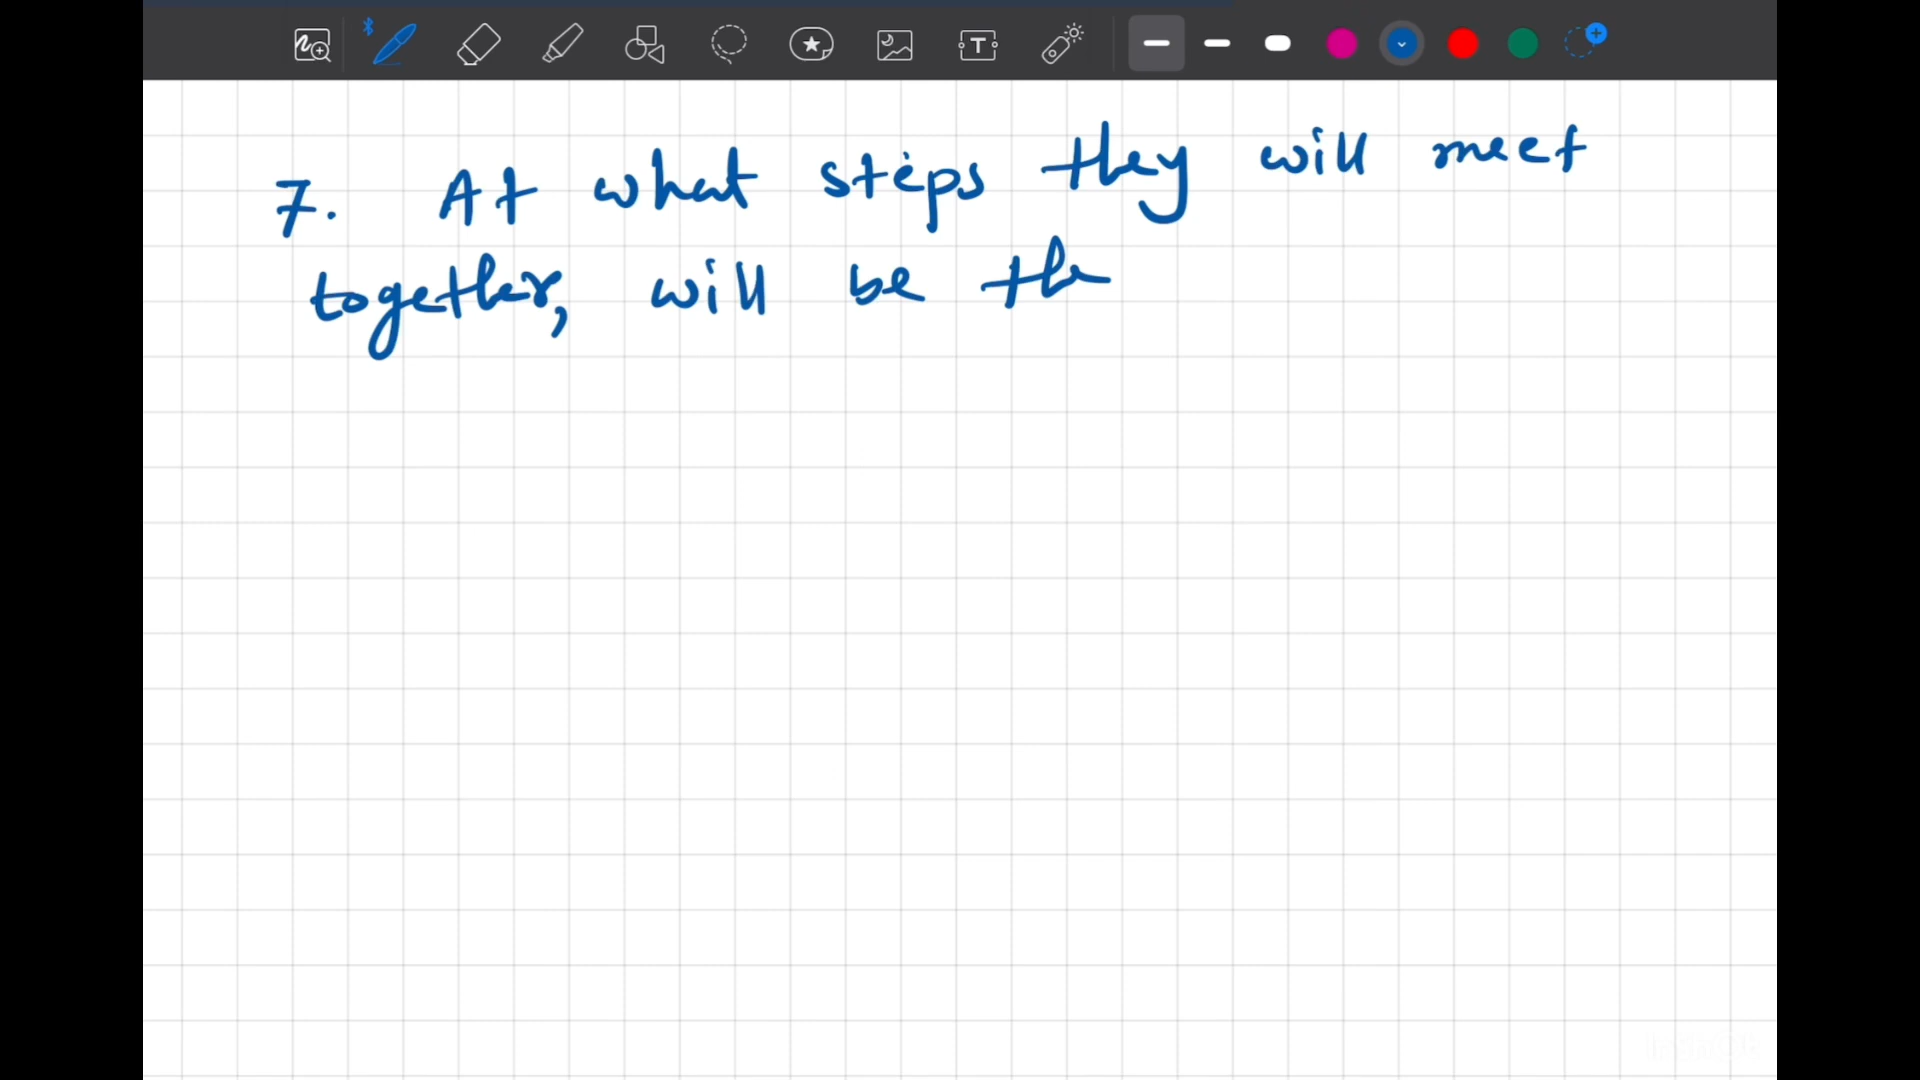 7. At what steps they will meet
together, will be the